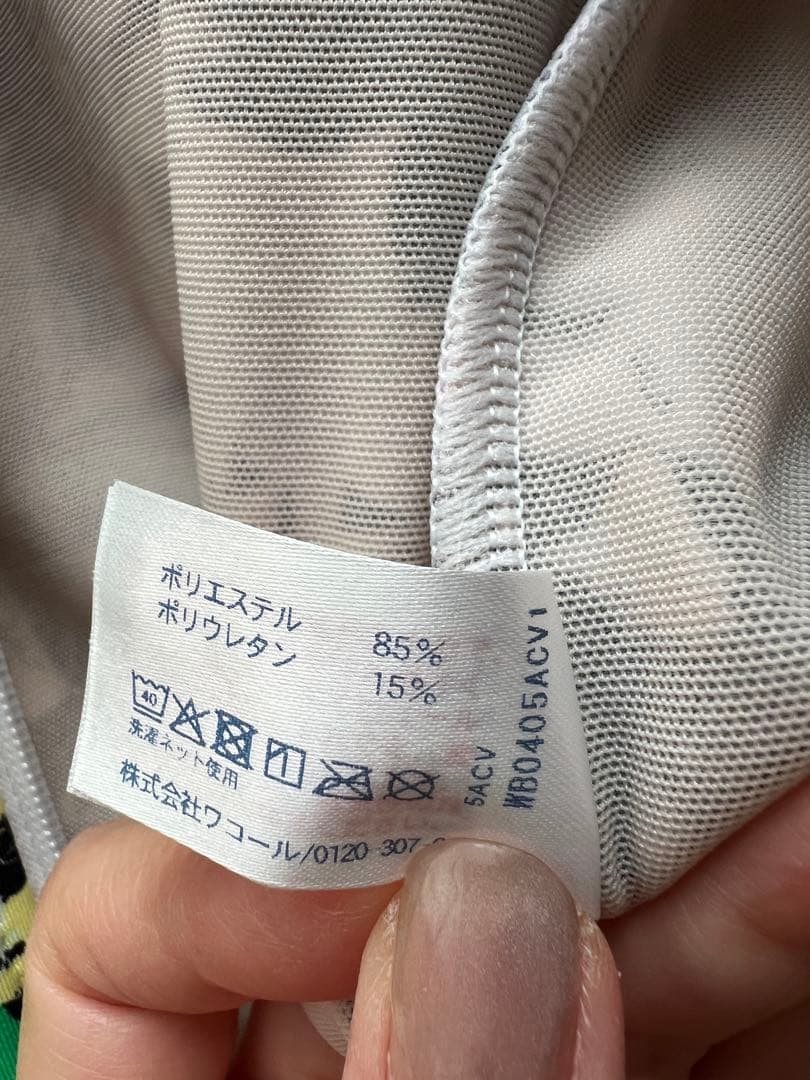 ポリエステル 85%
ポリウレタン 15%
40
洗濯ネット使用
株式会社ワコール/0120 307
5ACV
WB0405ACV1